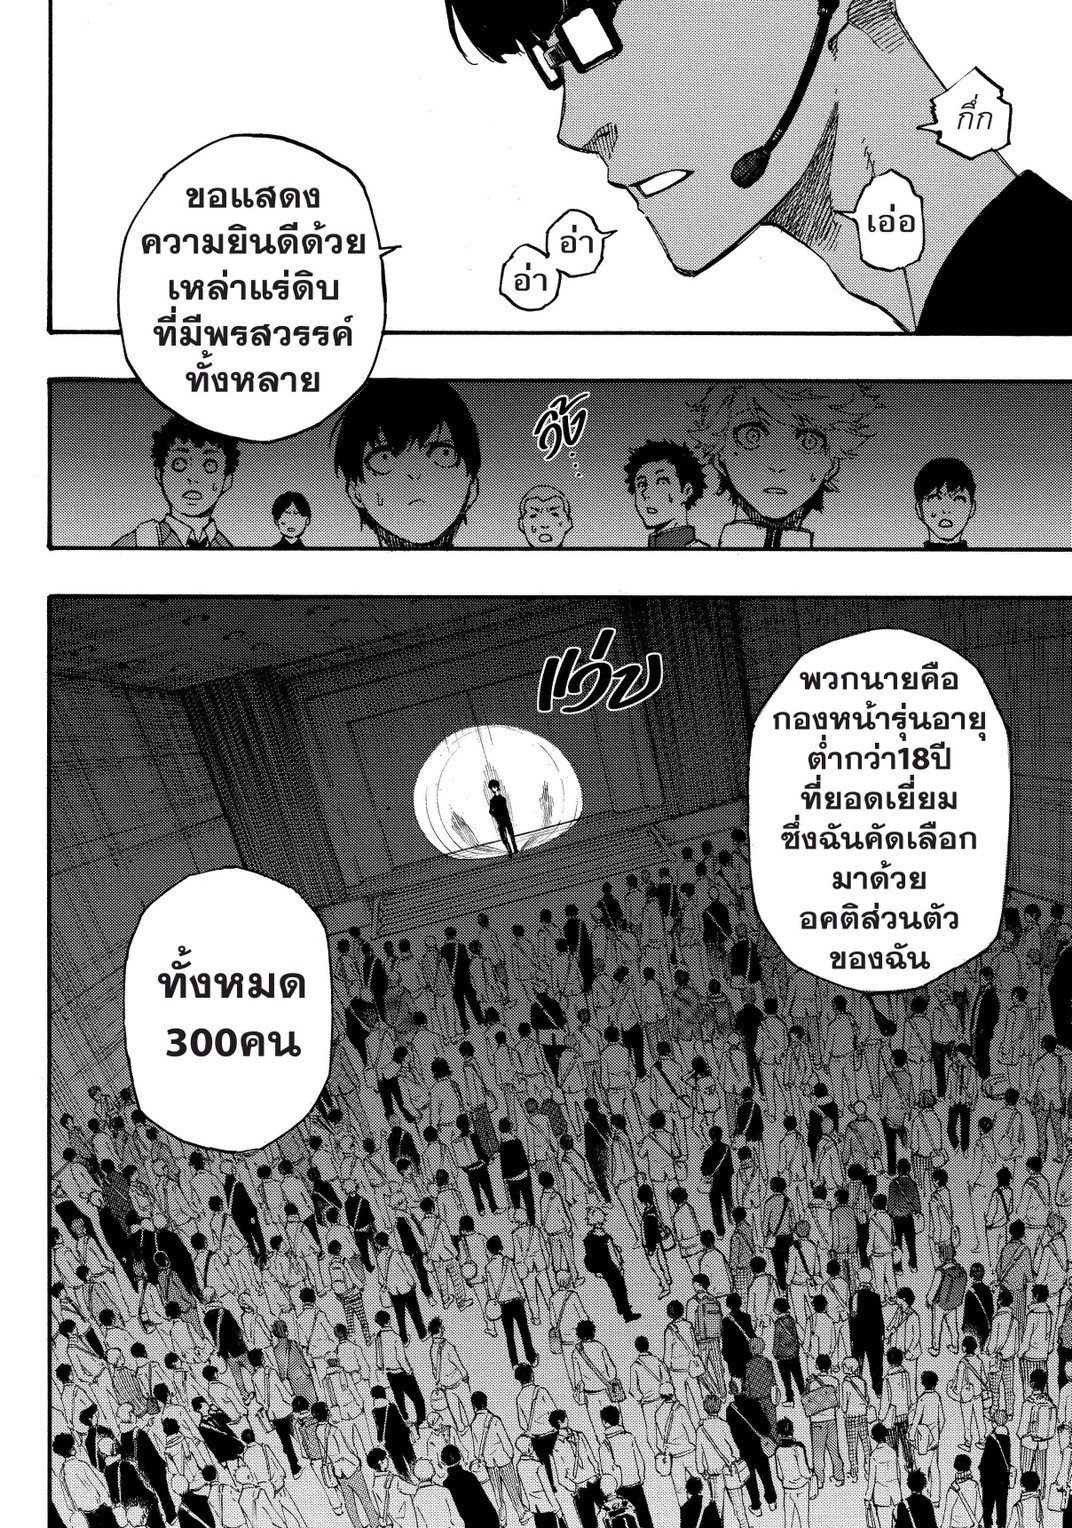 กึ่ก
เอ่อ
อ่า
อ่า
ขอแสดง
ความยินดีด้วย
เหล่าแร่ดิบ
ที่มีพรสวรรค์
ทั้งหลาย
วิ้ง...
แว่บ
พวกนายคือ
กองหน้ารุ่นอายุ
ต่ำกว่า18ปี
ที่ยอดเยี่ยม
ซึ่งฉันคัดเลือก
มาด้วย
อคติส่วนตัว
ของฉัน
ทั้งหมด
300คน